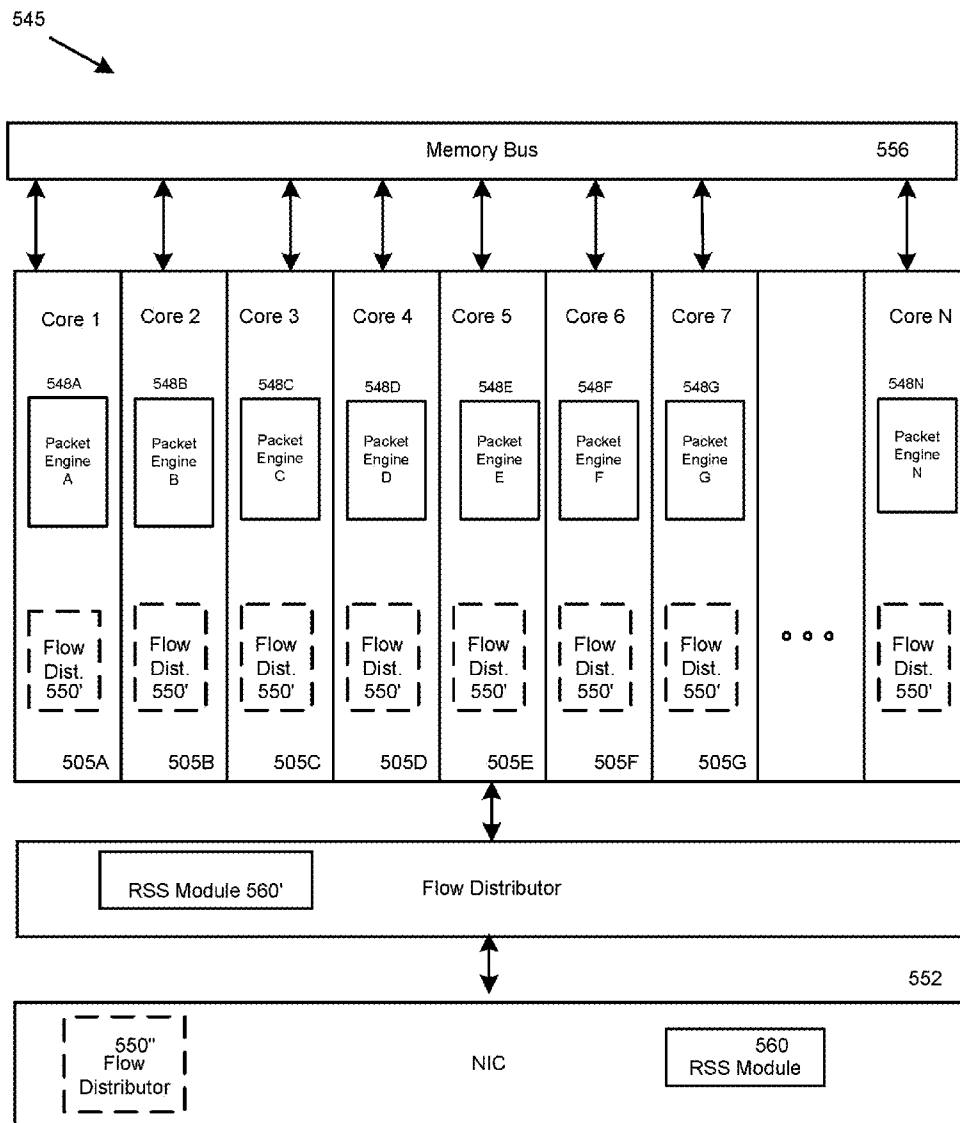 545
Memory Bus 556
Core 1 Core 2 Core 3 Core 4 Core 5 Core 6 Core 7 Core N
548A 548B 548C 548D 548E 548F 548G 548N
Packet Engine A
Packet Engine B
Packet Engine C
Packet Engine D
Packet Engine E
Packet Engine F
Packet Engine G
Packet Engine N
Flow Dist. 550'
Flow Dist. 550'
Flow Dist. 550'
Flow Dist. 550'
Flow Dist. 550'
Flow Dist. 550'
Flow Dist. 550'
Flow Dist. 550'
505A 505B 505C 505D 505E 505F 505G
RSS Module 560' Flow Distributor
552
550"
Flow
Distributor
NIC
560
RSS Module